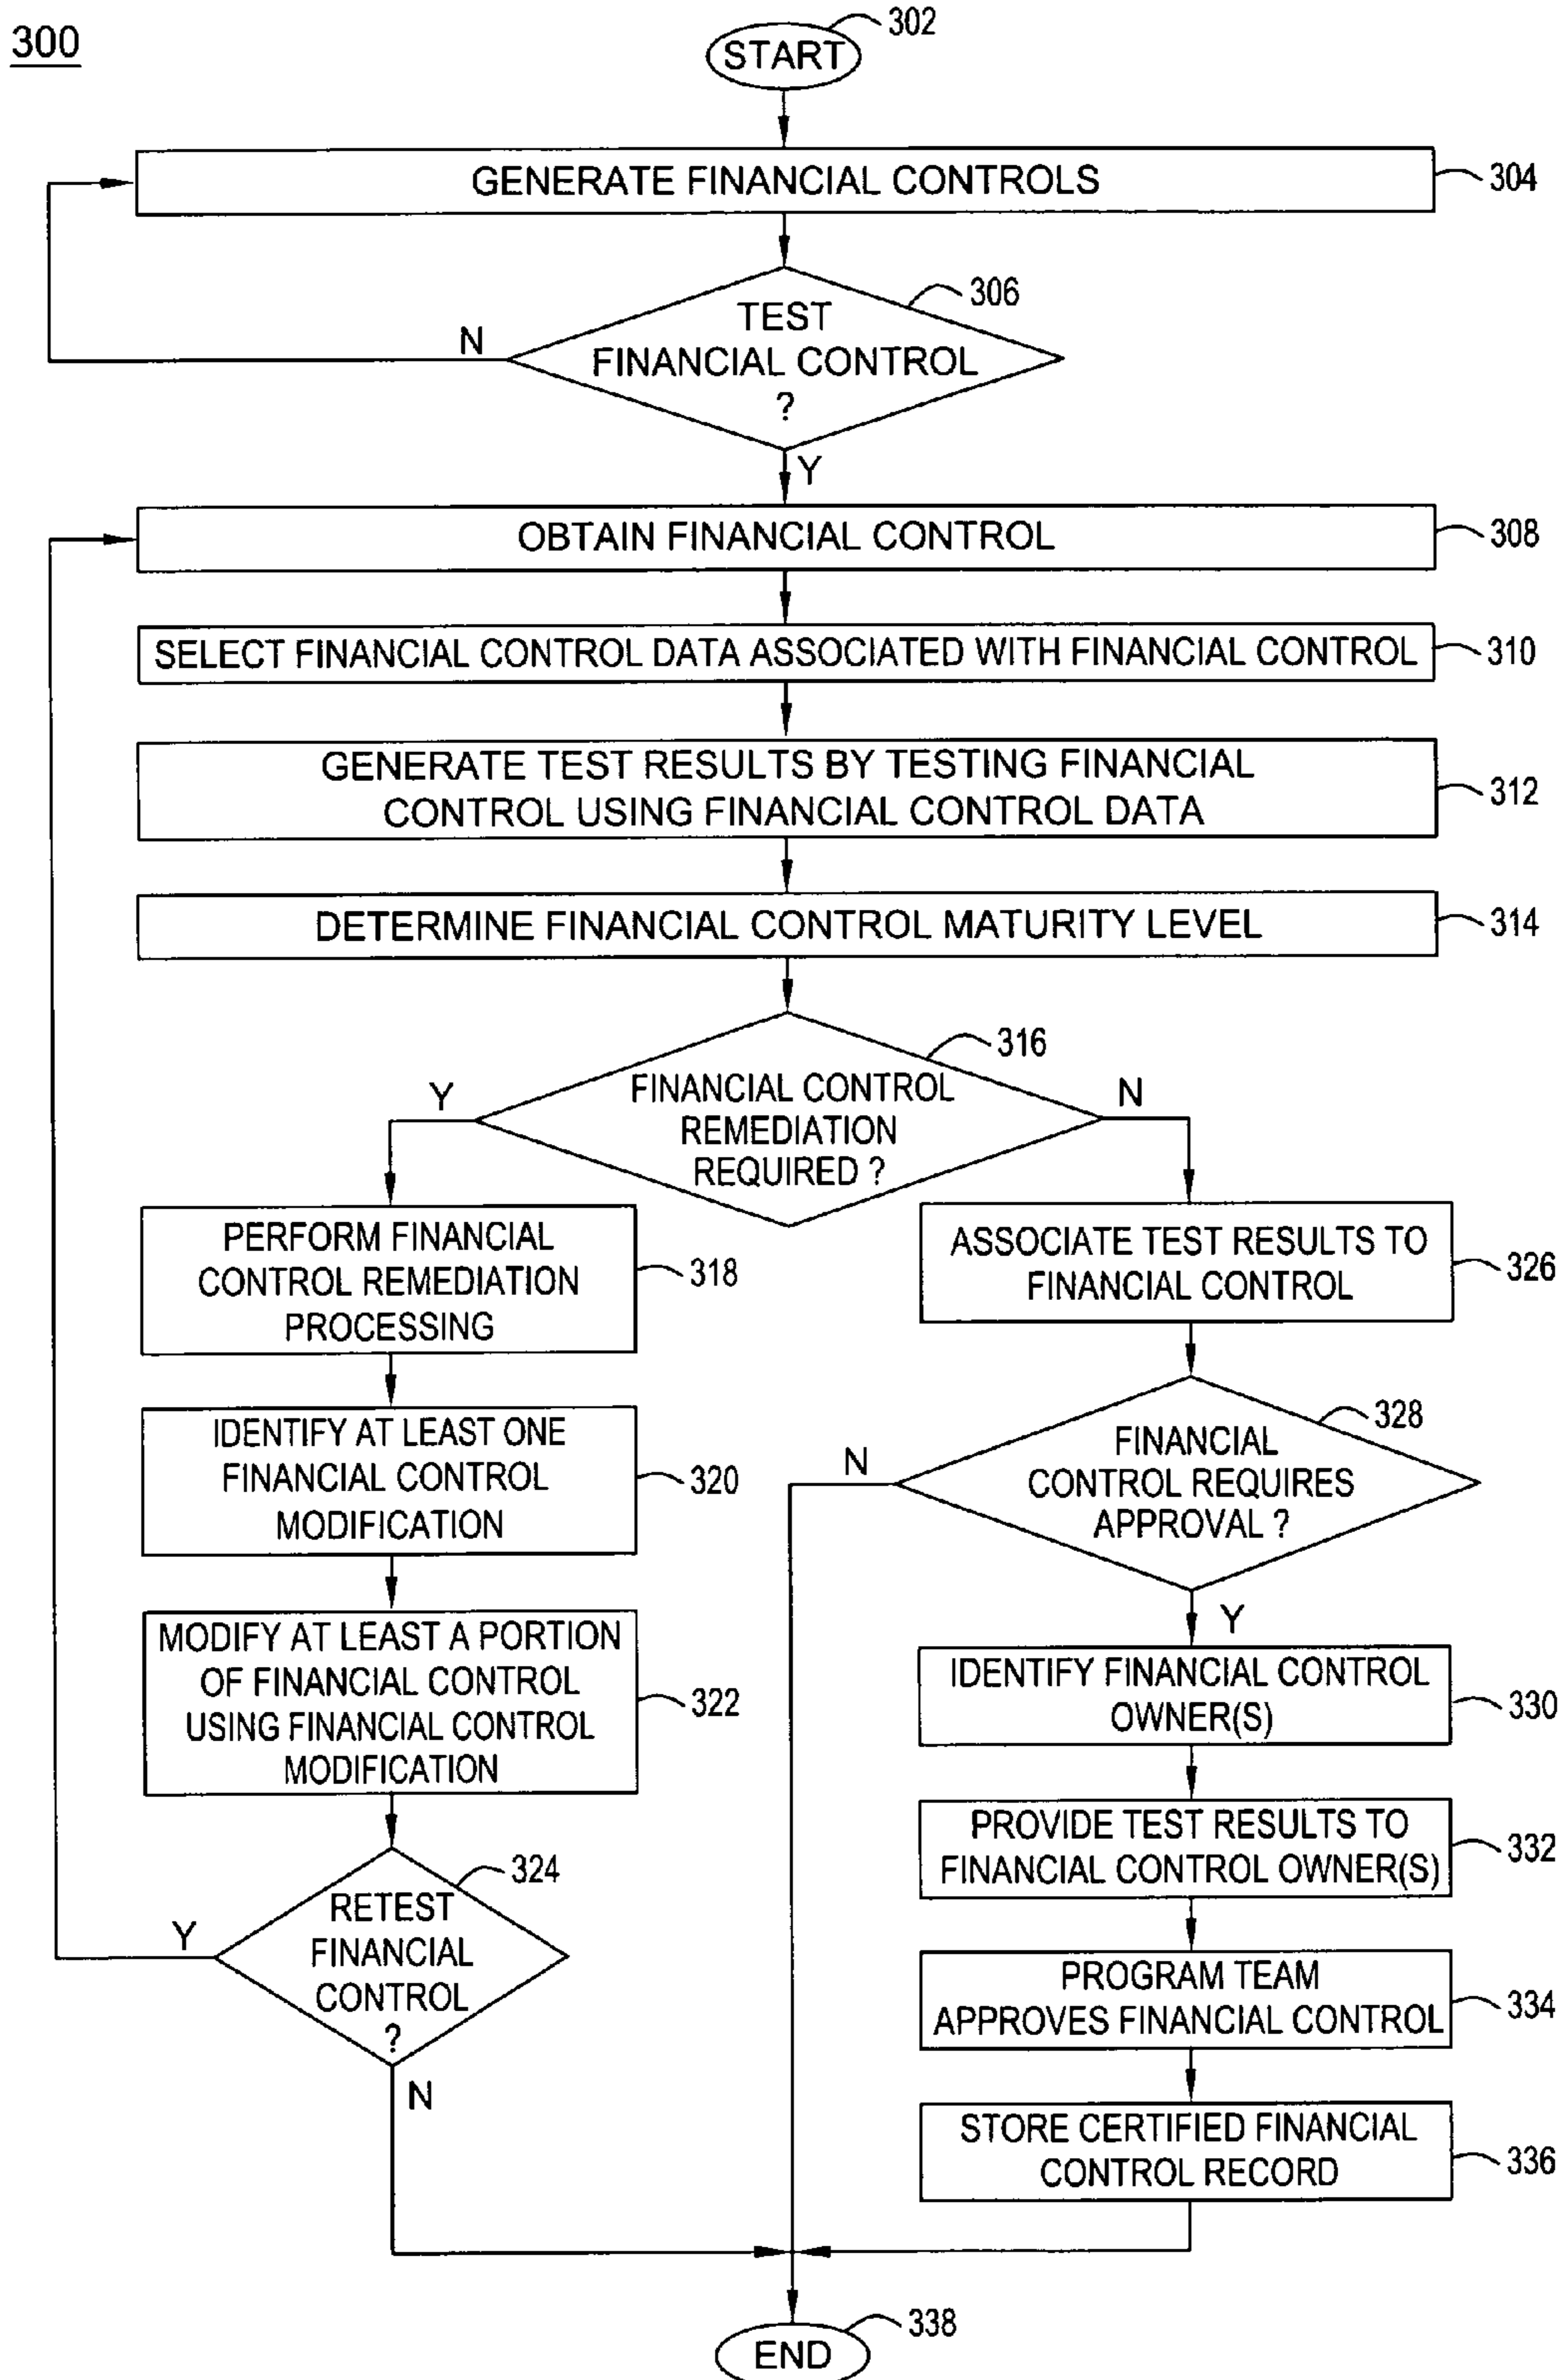 300
302
START
GENERATE FINANCIAL CONTROLS
304
306
TEST
FINANCIAL CONTROL
?
N
Y
OBTAIN FINANCIAL CONTROL
308
SELECT FINANCIAL CONTROL DATA ASSOCIATED WITH FINANCIAL CONTROL
310
GENERATE TEST RESULTS BY TESTING FINANCIAL
CONTROL USING FINANCIAL CONTROL DATA
312
DETERMINE FINANCIAL CONTROL MATURITY LEVEL
314
316
FINANCIAL CONTROL
REMEDIATION
REQUIRED ?
Y
N
PERFORM FINANCIAL
CONTROL REMEDIATION
PROCESSING
318
IDENTIFY AT LEAST ONE
FINANCIAL CONTROL
MODIFICATION
320
MODIFY AT LEAST A PORTION
OF FINANCIAL CONTROL
USING FINANCIAL CONTROL
MODIFICATION
322
324
RETEST
FINANCIAL
CONTROL
?
Y
N
ASSOCIATE TEST RESULTS TO
FINANCIAL CONTROL
326
328
FINANCIAL
CONTROL REQUIRES
APPROVAL ?
N
Y
IDENTIFY FINANCIAL CONTROL
OWNER(S)
330
PROVIDE TEST RESULTS TO
FINANCIAL CONTROL OWNER(S)
332
PROGRAM TEAM
APPROVES FINANCIAL CONTROL
334
STORE CERTIFIED FINANCIAL
CONTROL RECORD
336
338
END